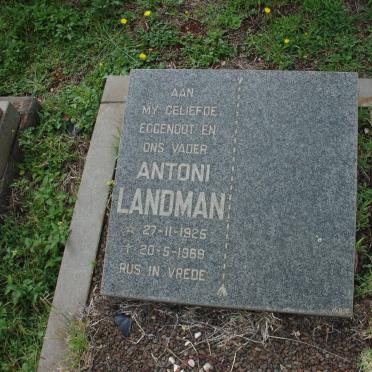 AAN
MY GELIEFDE
EGGENOOT EN
ONS VADER
ANTONI
LANDMAN
☆ 27-11-1925
† 20-5-1969
RUS IN VREDE